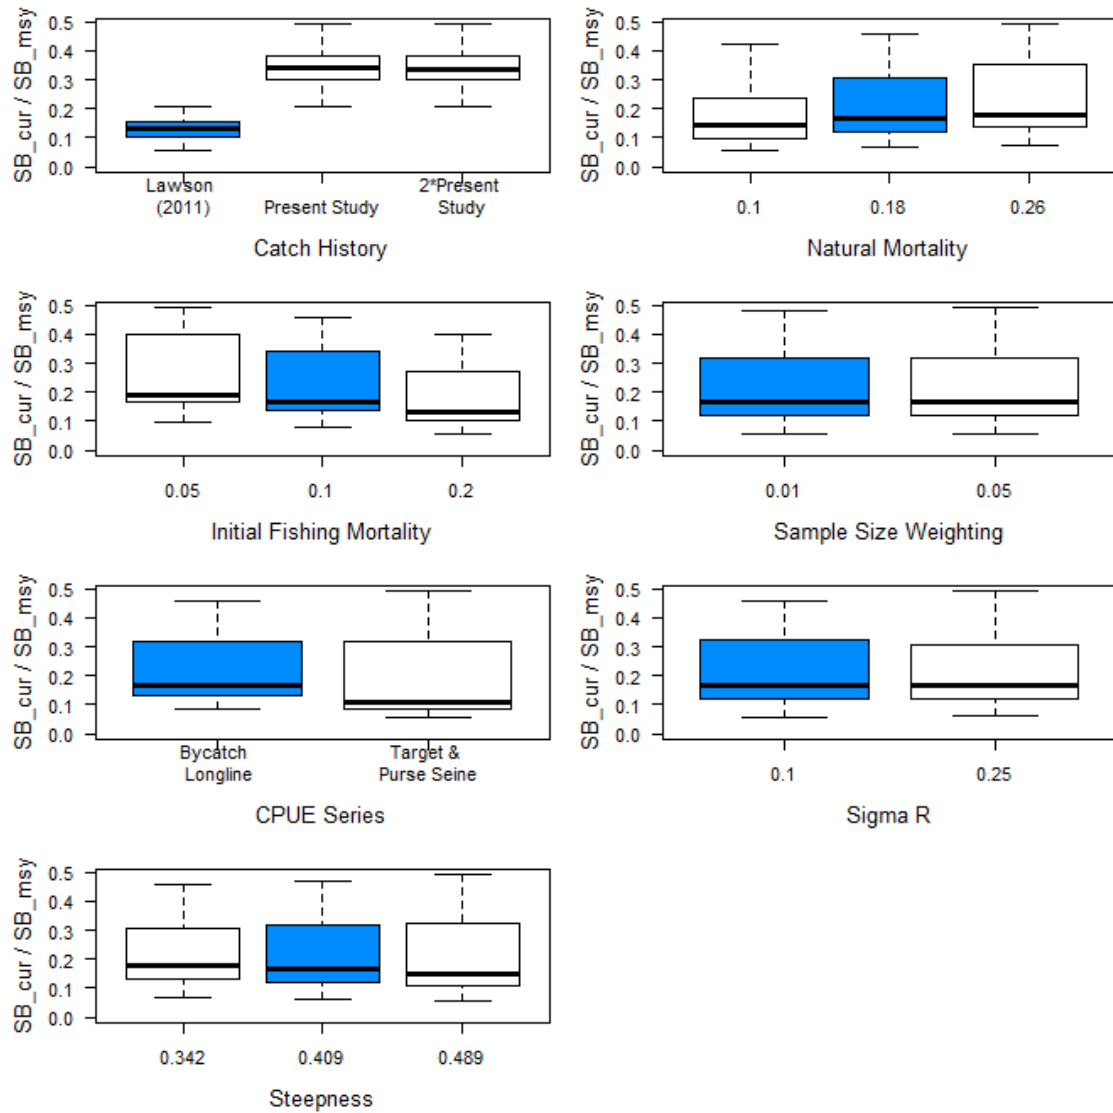 SB_cur / SB_msy
0.5
0.4
0.3
0.2
0.1
0.0
Lawson
(2011)
Present Study
2*Present
Study
Catch History
SB_cur / SB_msy
0.5
0.4
0.3
0.2
0.1
0.0
0.1 0.18 0.26
Natural Mortality
SB_cur / SB_msy
0.5
0.4
0.3
0.2
0.1
0.0
0.05 0.1 0.2
Initial Fishing Mortality
SB_cur / SB_msy
0.5
0.4
0.3
0.2
0.1
0.0
0.01 0.05
Sample Size Weighting
SB_cur / SB_msy
0.5
0.4
0.3
0.2
0.1
0.0
Bycatch
Longline
Target &
Purse Seine
CPUE Series
SB_cur / SB_msy
0.5
0.4
0.3
0.2
0.1
0.0
0.1 0.25
Sigma R
SB_cur / SB_msy
0.5
0.4
0.3
0.2
0.1
0.0
0.342 0.409 0.489
Steepness